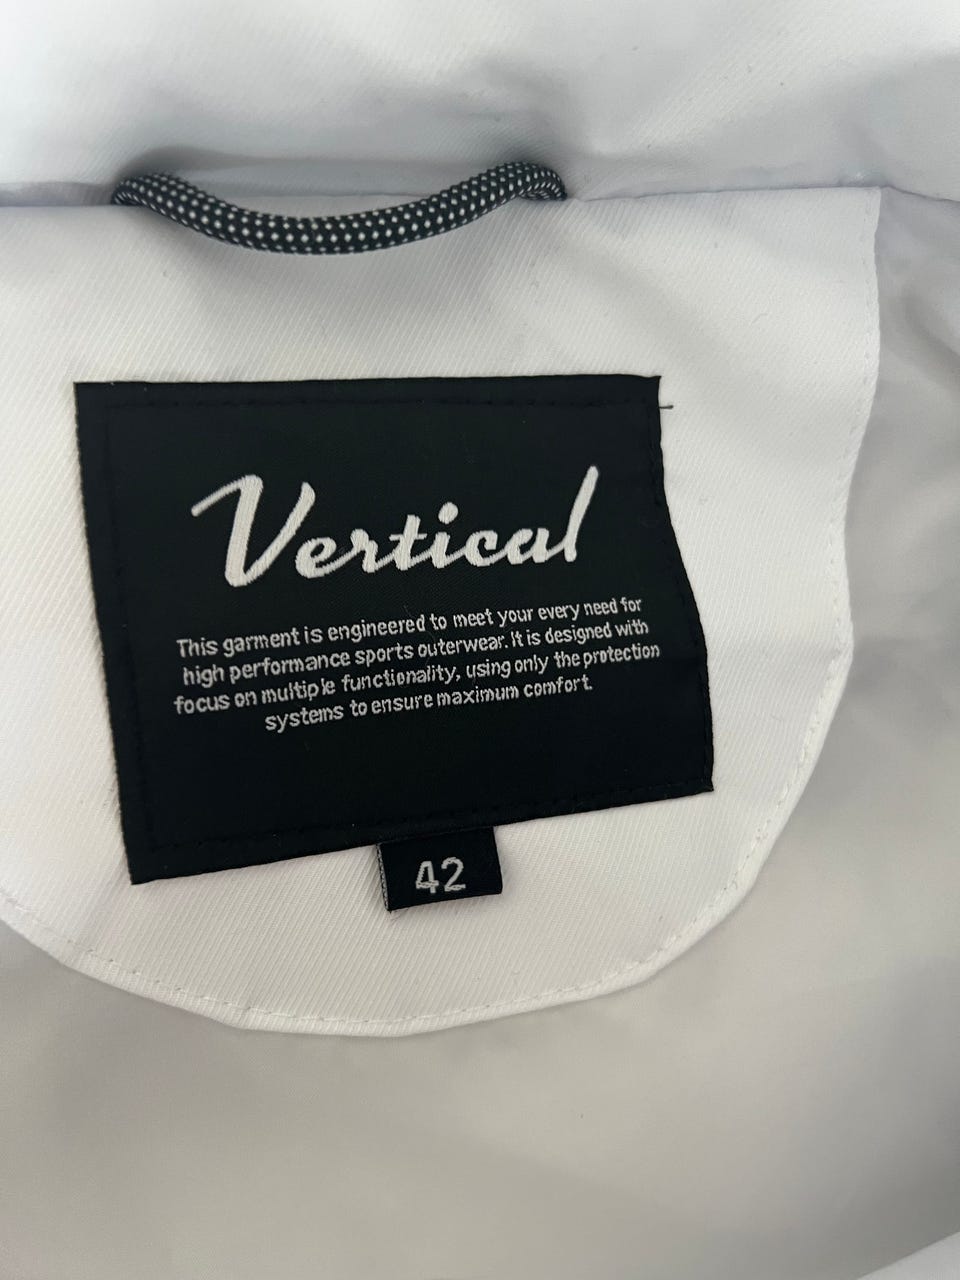 Vertical
This garment is engineered to meet your every need for
high performance sports outerwear. It is designed with
focus on multiple functionality, using only the protection
systems to ensure maximum comfort.
42